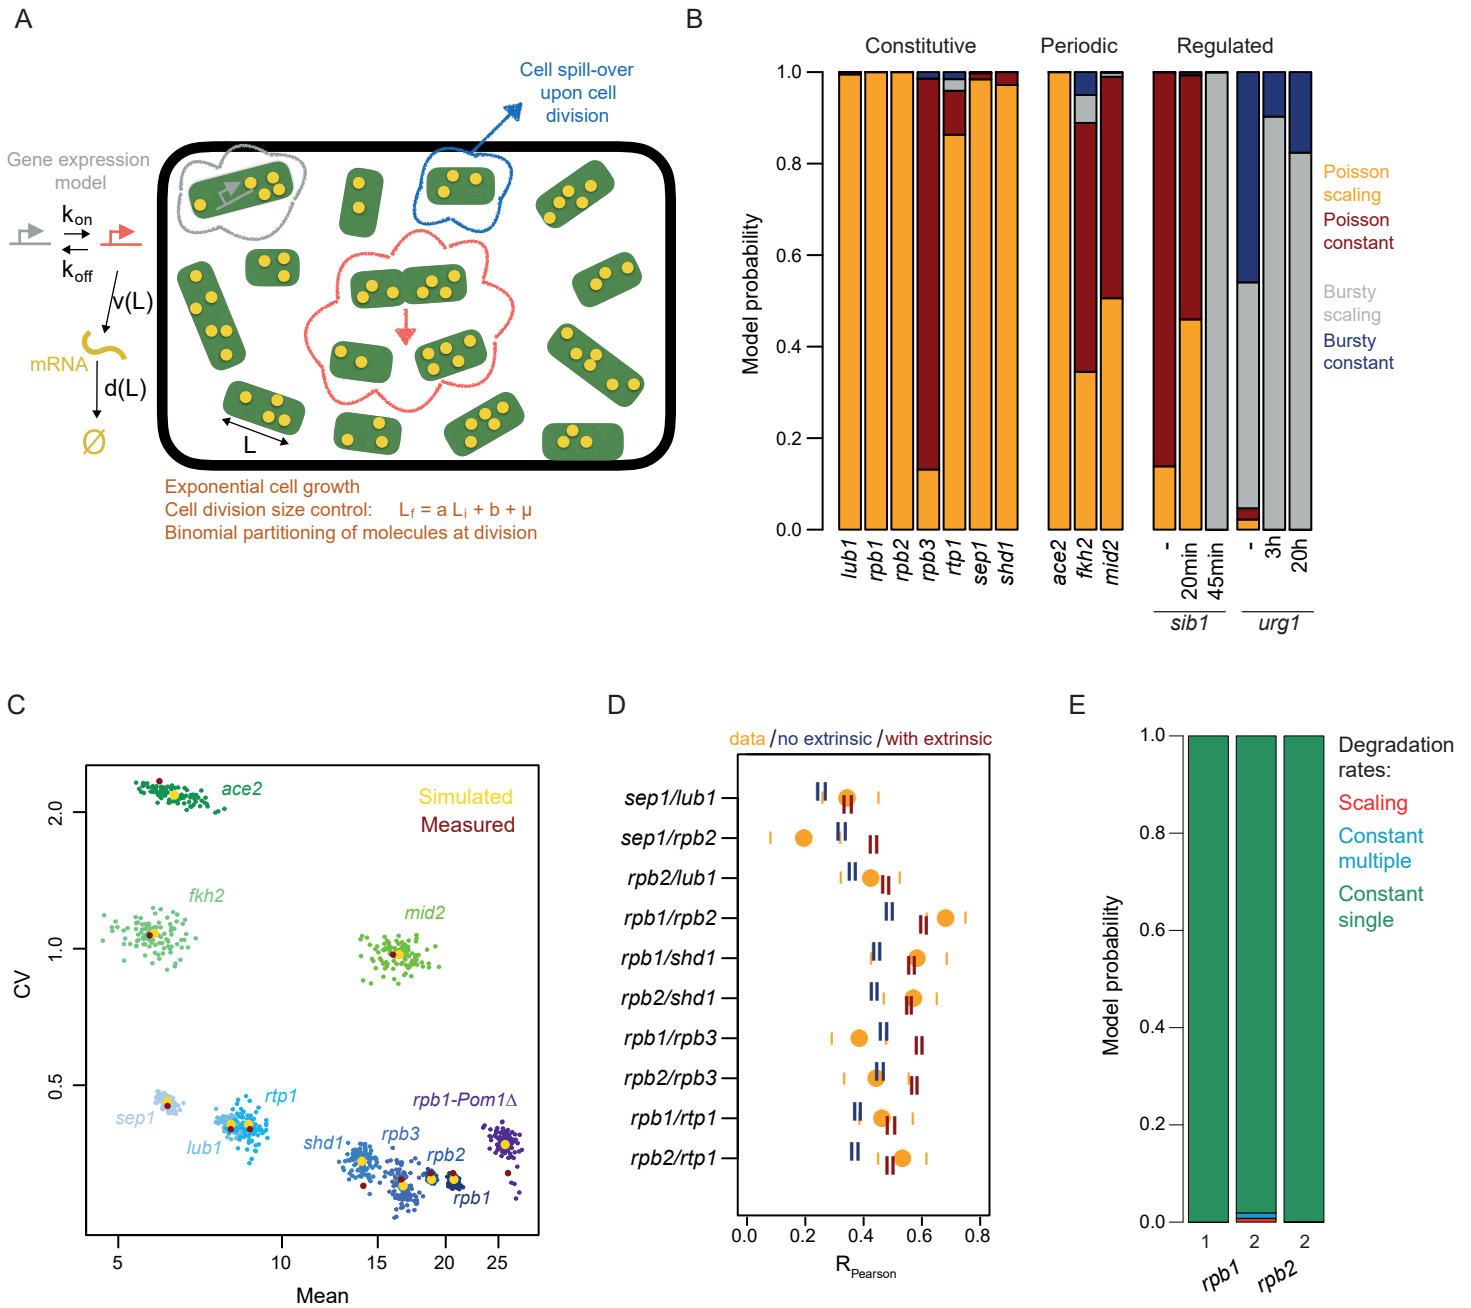 A
Cell spill-over
upon cell
division
Gene expression
model
kon
koff
v(L)
mRNA
d(L)
Ø
L
Exponential cell growth
Cell division size control: Lf = a Li + b + μ
Binomial partitioning of molecules at division
B
Constitutive
Periodic
Regulated
Model probability
1.0
0.8
0.6
0.4
0.2
0.0
lub1
rpb1
rpb2
rpb3
rtp1
sep1
shd1
ace2
fkh2
mid2
-
20min
45min
-
3h
20h
sib1
urg1
Poisson
scaling
Poisson
constant
Bursty
scaling
Bursty
constant
C
CV
2.0
1.0
0.5
ace2
Simulated
Measured
fkh2
mid2
sep1
lub1
rtp1
shd1
rpb3
rpb2
rpb1
rpb1-Pom1Δ
5
10
15
20
25
Mean
D
data / no extrinsic / with extrinsic
sep1/lub1
sep1/rpb2
rpb2/lub1
rpb1/rpb2
rpb1/shd1
rpb2/shd1
rpb1/rpb3
rpb2/rpb3
rpb1/rtp1
rpb2/rtp1
0.0
0.2
0.4
0.6
0.8
RPearson
E
Model probability
1.0
0.8
0.6
0.4
0.2
0.0
1
2
2
rpb1
rpb2
Degradation
rates:
Scaling
Constant
multiple
Constant
single